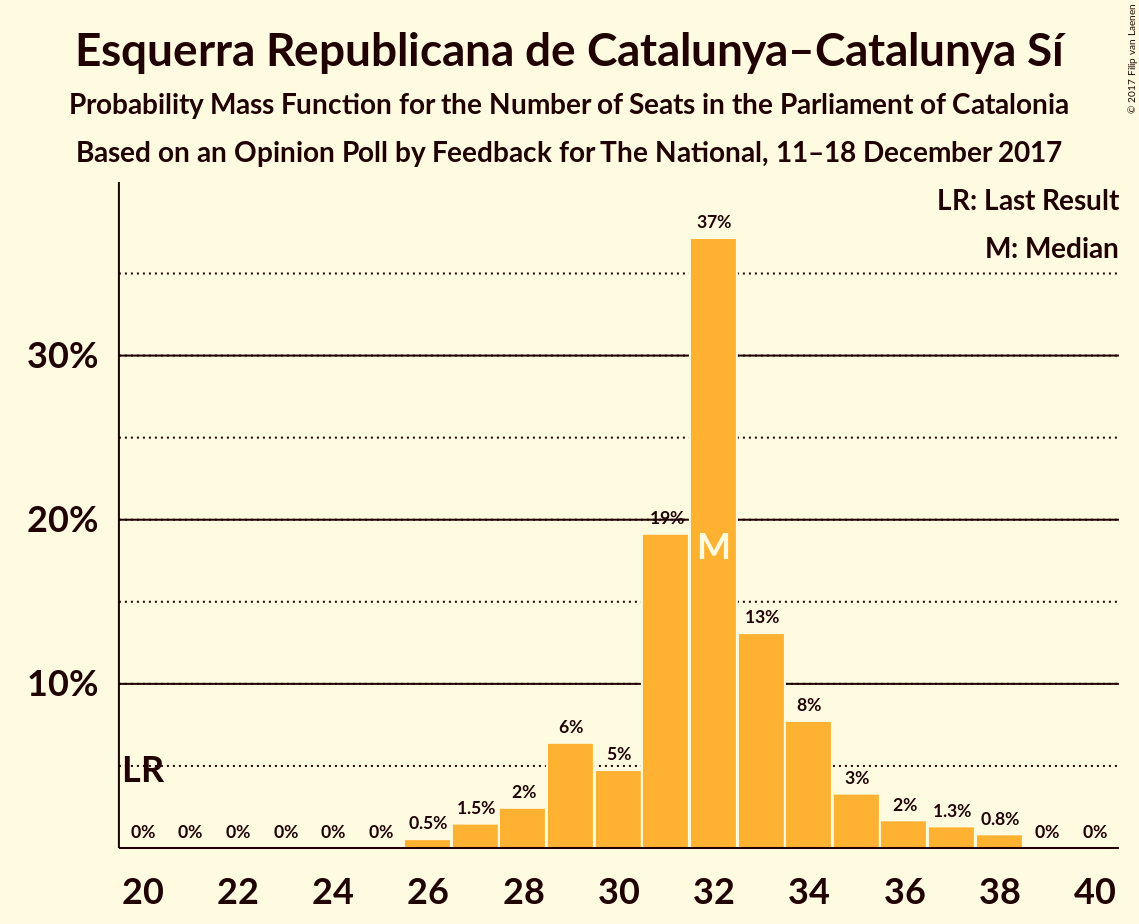 Esquerra Republicana de Catalunya–Catalunya Sí
Probability Mass Function for the Number of Seats in the Parliament of Catalonia
Based on an Opinion Poll by Feedback for The National, 11–18 December 2017
© 2017 Filip van Laenen
LR: Last Result
M: Median
37%
30%
20%
19%
M
13%
10%
8%
6%
5%
LR
3%
2%
2%
1.5%
1.3%
0.5%
0.8%
0% 0% 0% 0% 0% 0% 0% 0%
20 22 24 26 28 30 32 34 36 38 40